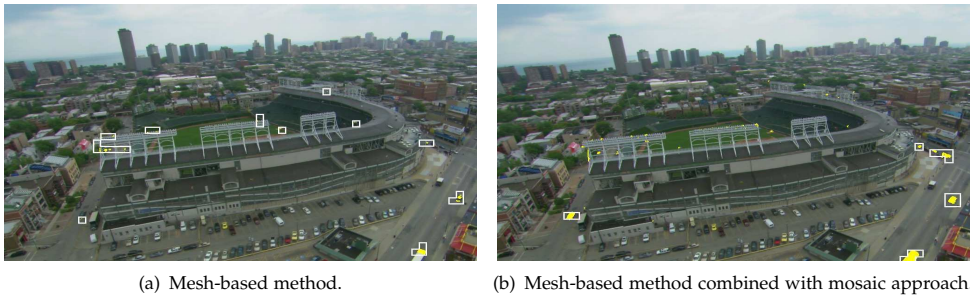 (a) Mesh-based method.
(b) Mesh-based method combined with mosaic approach